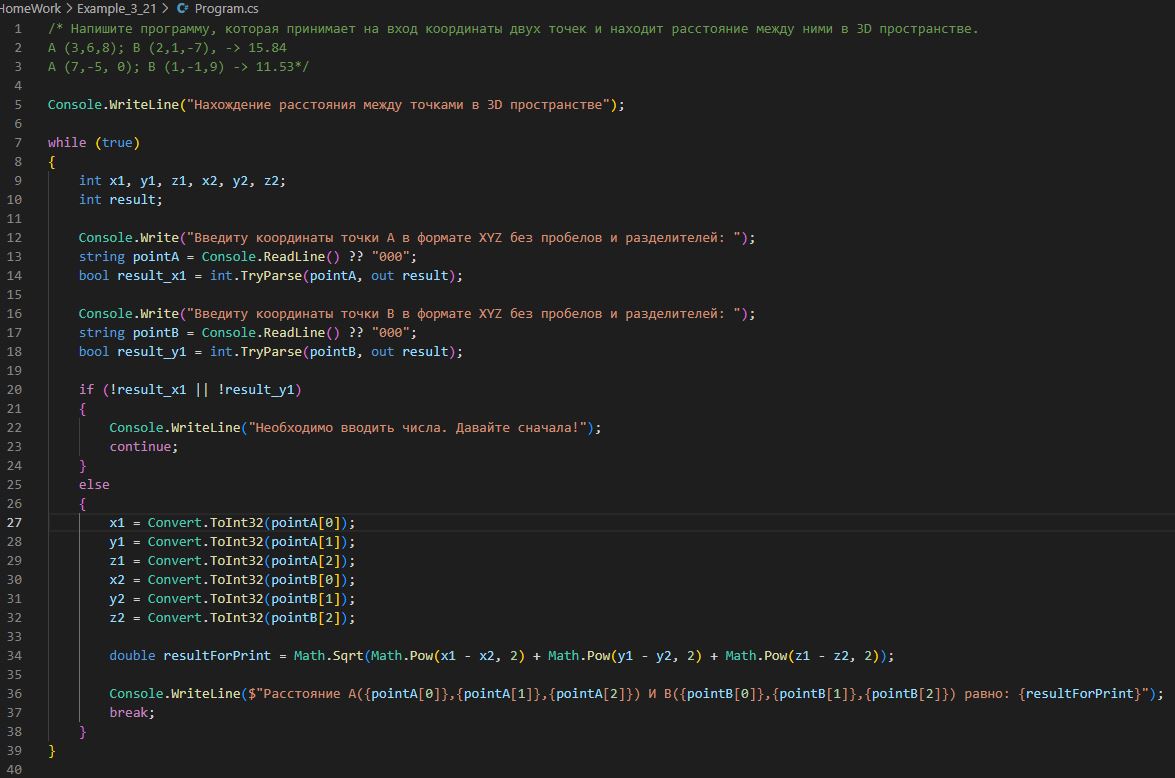 HomeWork > Example_3_21 > C# Program.cs
1 /* Напишите программу, которая принимает на вход координаты двух точек и находит расстояние между ними в 3D пространстве.
2 A (3,6,8); B (2,1,-7), -> 15.84
3 A (7,-5, 0); B (1,-1,9) -> 11.53*/
4
5 Console.WriteLine("Нахождение расстояния между точками в 3D пространстве");
6
7 while (true)
8 {
9     int x1, y1, z1, x2, y2, z2;
10     int result;
11
12     Console.Write("Введиту координаты точки A в формате XYZ без пробелов и разделителей: ");
13     string pointA = Console.ReadLine() ?? "000";
14     bool result_x1 = int.TryParse(pointA, out result);
15
16     Console.Write("Введиту координаты точки B в формате XYZ без пробелов и разделителей: ");
17     string pointB = Console.ReadLine() ?? "000";
18     bool result_y1 = int.TryParse(pointB, out result);
19
20     if (!result_x1 || !result_y1)
21     {
22         Console.WriteLine("Необходимо вводить числа. Давайте сначала!");
23         continue;
24     }
25     else
26     {
27         x1 = Convert.ToInt32(pointA[0]);
28         y1 = Convert.ToInt32(pointA[1]);
29         z1 = Convert.ToInt32(pointA[2]);
30         x2 = Convert.ToInt32(pointB[0]);
31         y2 = Convert.ToInt32(pointB[1]);
32         z2 = Convert.ToInt32(pointB[2]);
33
34         double resultForPrint = Math.Sqrt(Math.Pow(x1 - x2, 2) + Math.Pow(y1 - y2, 2) + Math.Pow(z1 - z2, 2));
35
36         Console.WriteLine($"Расстояние A({pointA[0]},{pointA[1]},{pointA[2]}) И B({pointB[0]},{pointB[1]},{pointB[2]}) равно: {resultForPrint}");
37         break;
38     }
39 }
40